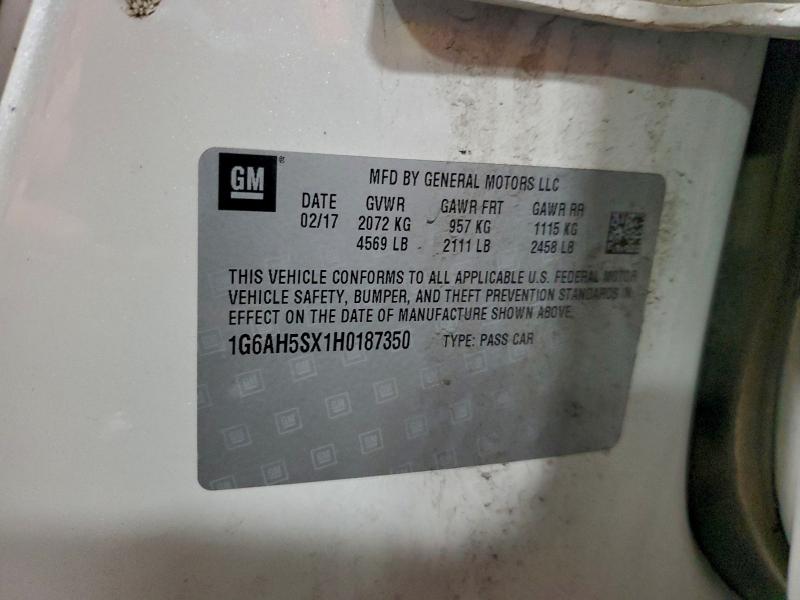 GM
MFD BY GENERAL MOTORS LLC
DATE GVWR GAWR FRT GAWR RR
02/17 2072 KG 957 KG 1115 KG
4569 LB 2111 LB 2458 LB
THIS VEHICLE CONFORMS TO ALL APPLICABLE U.S. FEDERAL MOTOR
VEHICLE SAFETY, BUMPER, AND THEFT PREVENTION STANDARDS IN
EFFECT ON THE DATE OF MANUFACTURE SHOWN ABOVE.
1G6AH5SX1H0187350 TYPE: PASS CAR